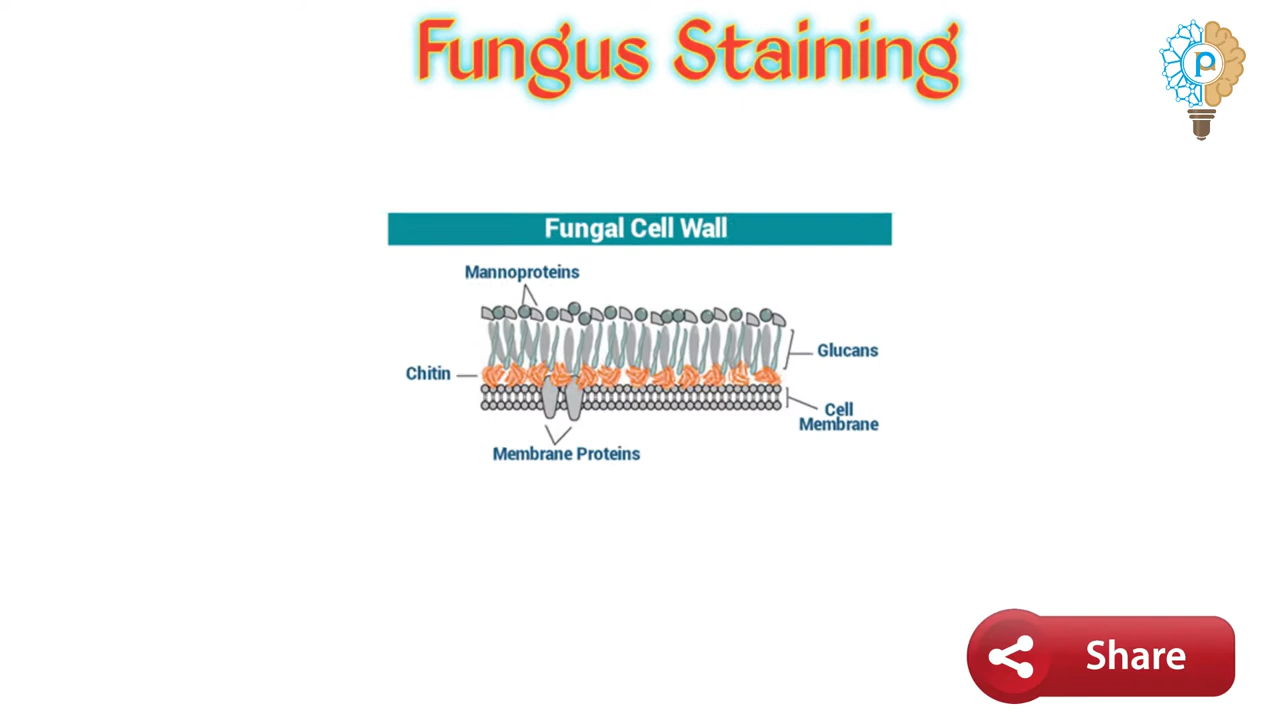 Fungus Staining
Fungal Cell Wall
Mannoproteins
Glucans
Chitin
Cell
Membrane
Membrane Proteins
Share